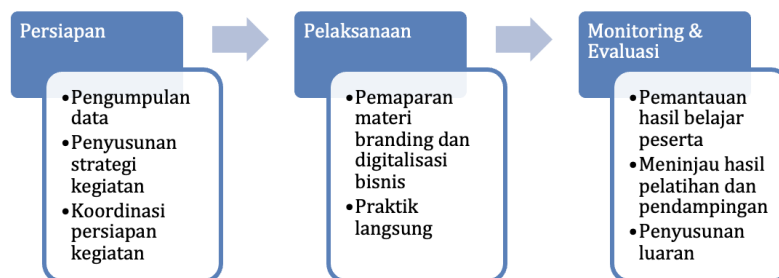 Persiapan
•Pengumpulan
data
•Penyusunan
strategi
kegiatan
•Koordinasi
persiapan
kegiatan
Pelaksanaan
•Pemaparan
materi
branding dan
digitalisasi
bisnis
•Praktik
langsung
Monitoring &
Evaluasi
•Pemantauan
hasil belajar
peserta
•Meninjau hasil
pelatihan dan
pendampingan
•Penyusunan
luaran